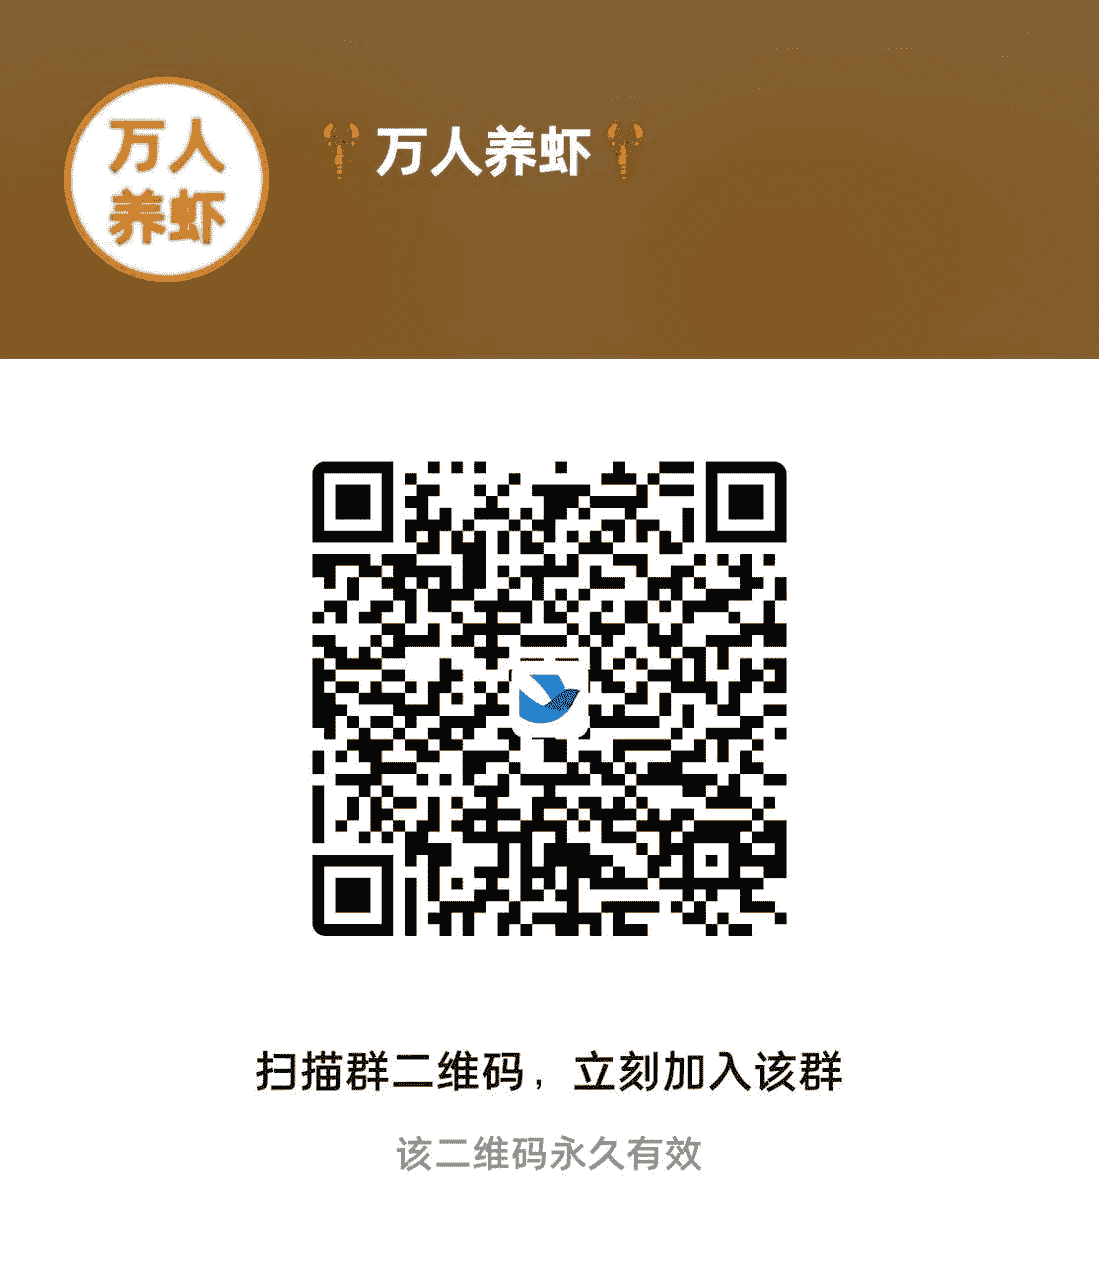 万人
养虾
🦞 万人养虾 🦞
扫描群二维码，立刻加入该群
该二维码永久有效